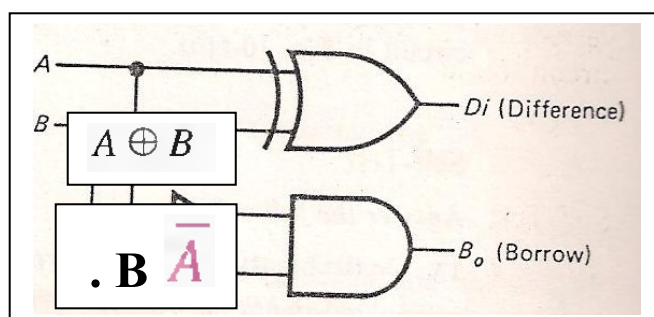 A
Di (Difference)
B
A ⊕ B
. B A̅
Bₒ (Borrow)